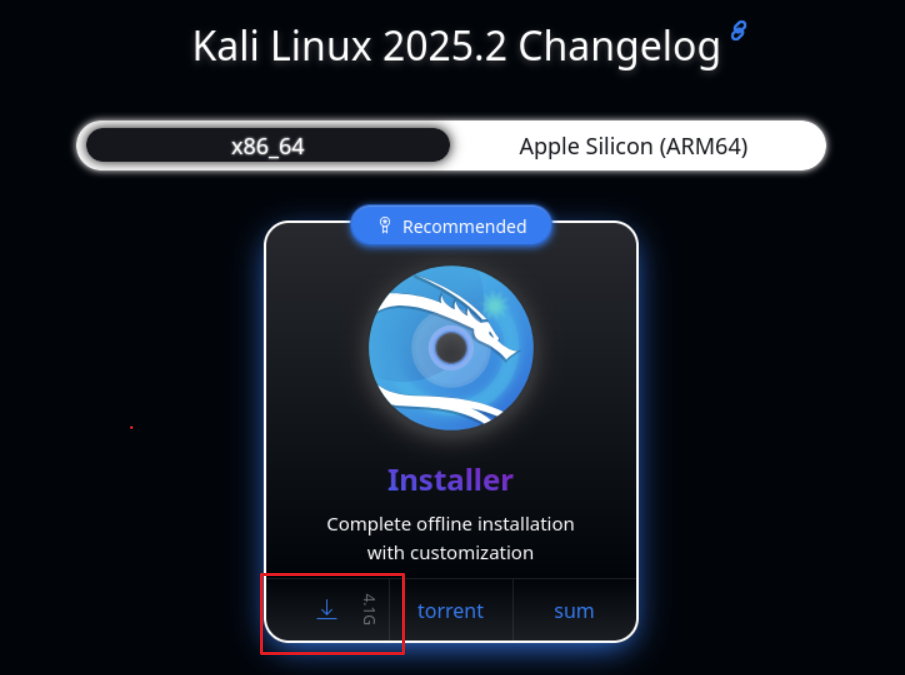 Kali Linux 2025.2 Changelog
x86_64
Apple Silicon (ARM64)
Recommended
Installer
Complete offline installation
with customization
4.1G
torrent
sum